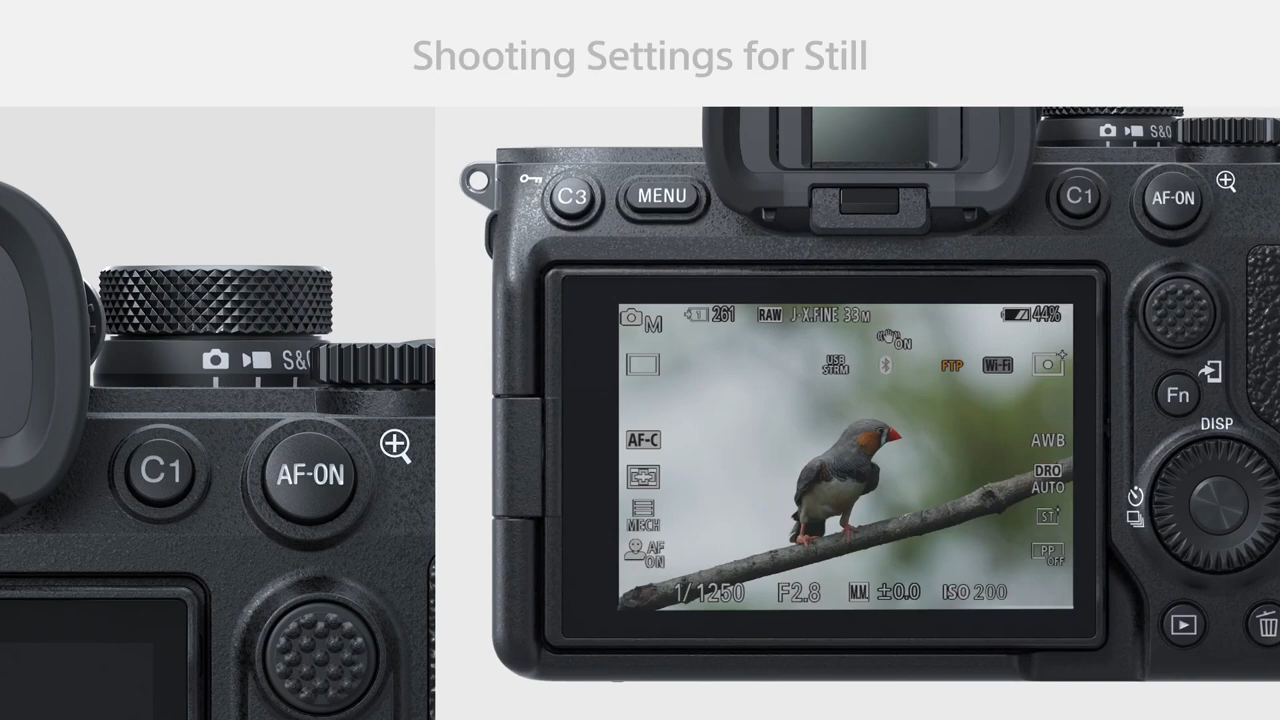 Shooting Settings for Still
S&Q
C1
AF-ON
S&Q
C3
MENU
C1
AF-ON
M
1 261
RAW J-X.FINE 33M
44%
ON
USB
STRM
FTP
Wi-Fi
Fn
DISP
AF-C
AWB
DRO
AUTO
MECH
ST
AF
ON
PP
OFF
1/1250
F2.8
M.M.
±0.0
ISO 200